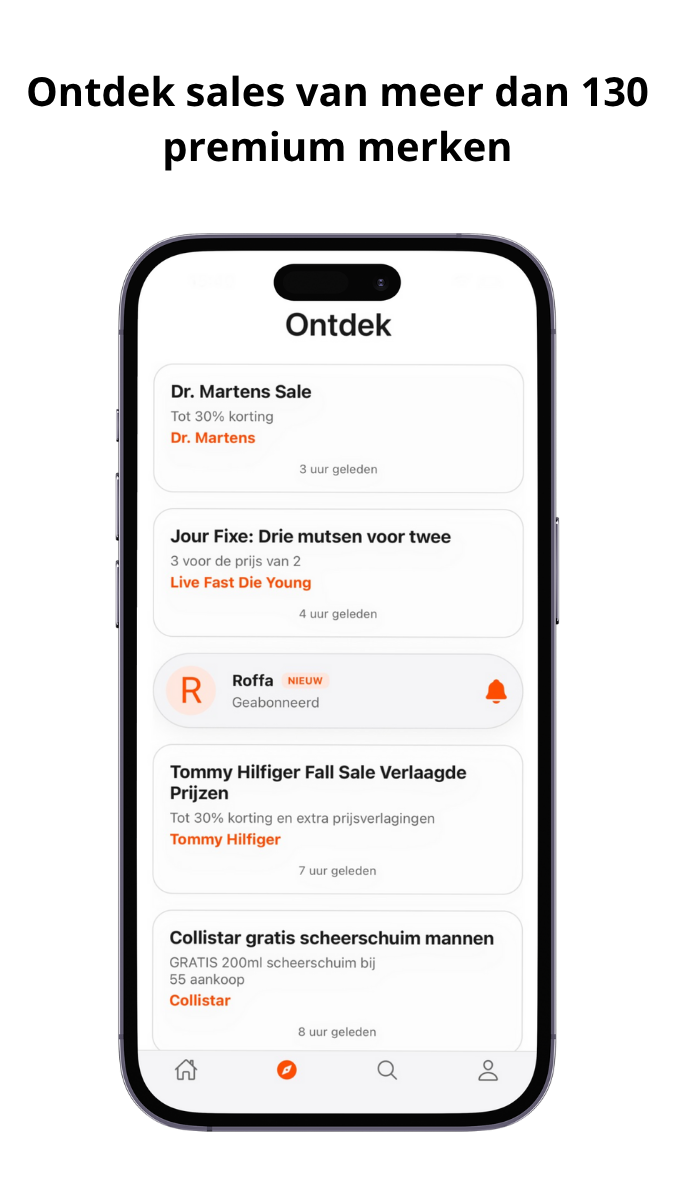 Ontdek sales van meer dan 130
premium merken
Ontdek
Dr. Martens Sale
Tot 30% korting
Dr. Martens
3 uur geleden
Jour Fixe: Drie mutsen voor twee
3 voor de prijs van 2
Live Fast Die Young
4 uur geleden
R
Roffa NIEUW
Geabonneerd
Tommy Hilfiger Fall Sale Verlaagde
Prijzen
Tot 30% korting en extra prijsverlagingen
Tommy Hilfiger
7 uur geleden
Collistar gratis scheerschuim mannen
GRATIS 200ml scheerschuim bij
55 aankoop
Collistar
8 uur geleden